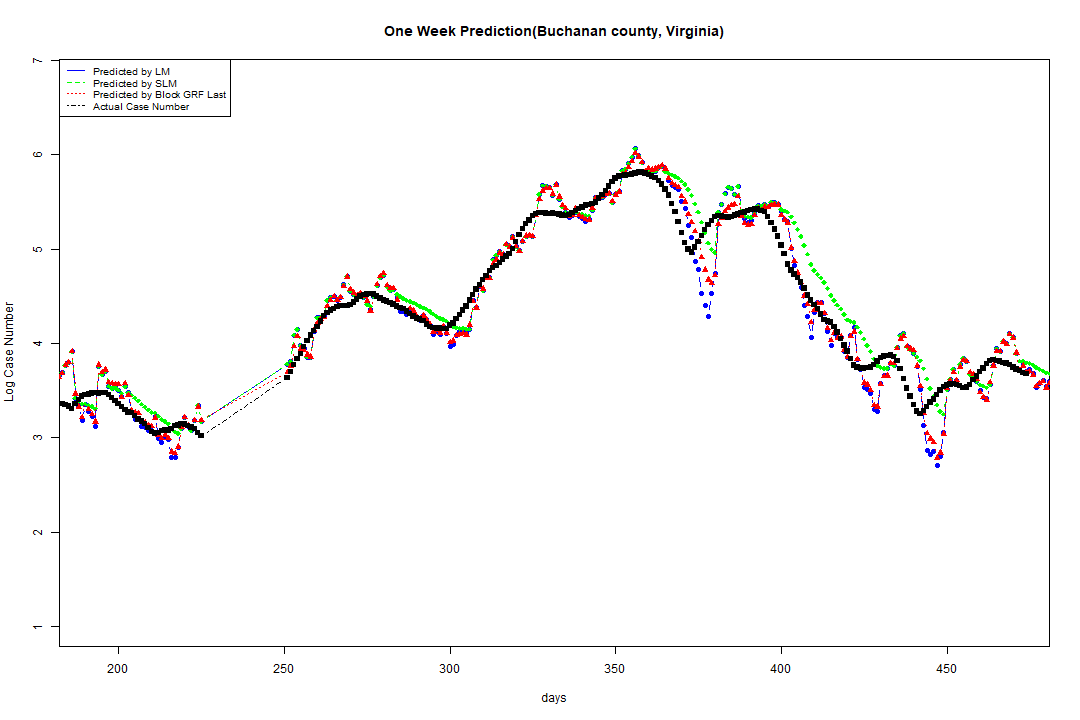 One Week Prediction(Buchanan county, Virginia)
Predicted by LM
Predicted by SLM
Predicted by Block GRF Last
Actual Case Number
Log Case Number
7
6
5
4
3
2
1
200
250
300
350
400
450
days